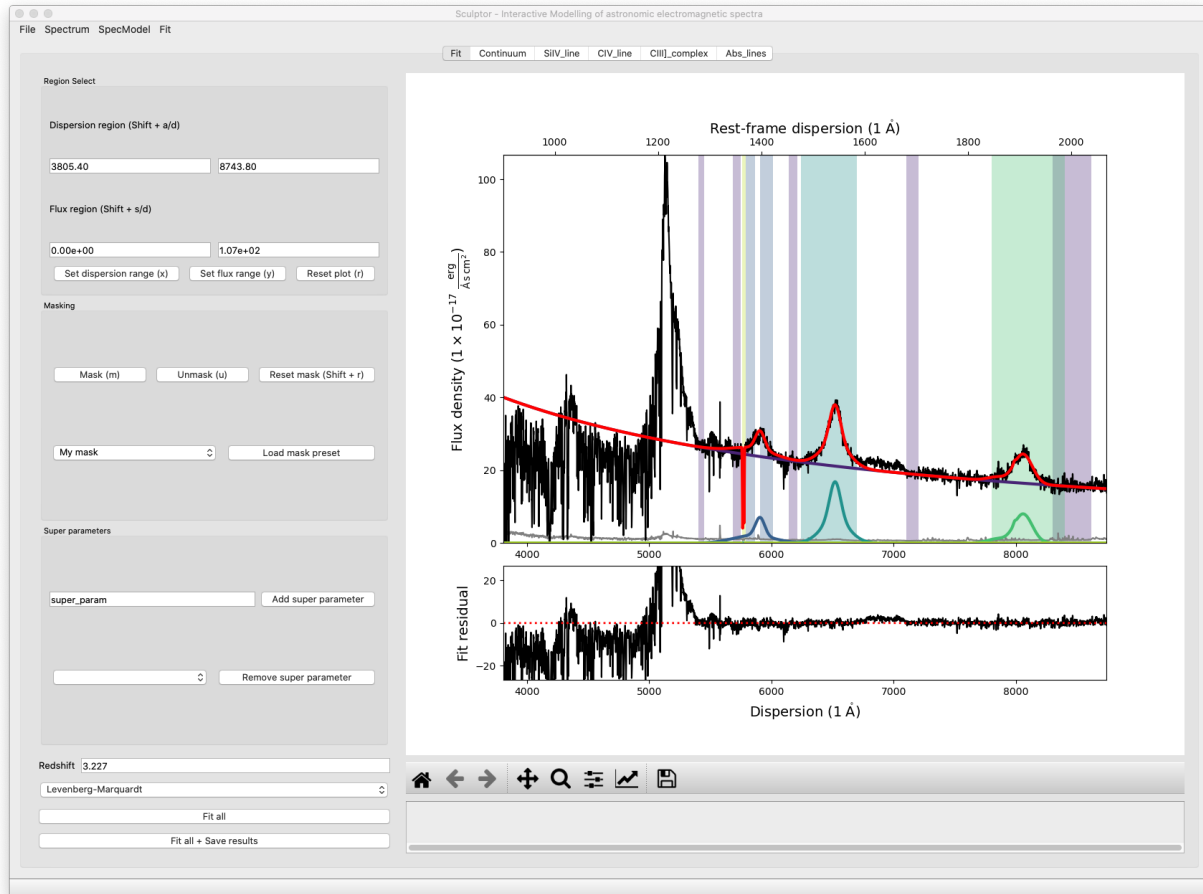 Sculptor - Interactive Modelling of astronomic electromagnetic spectra
File Spectrum SpecModel Fit
Fit Continuum SiIV_line CIV_line CIII]_complex Abs_lines
Region Select
Dispersion region (Shift + a/d)
3805.40 8743.80
Flux region (Shift + s/d)
0.00e+00 1.07e+02
Set dispersion range (x) Set flux range (y) Reset plot (r)
Masking
Mask (m) Unmask (u) Reset mask (Shift + r)
My mask Load mask preset
Super parameters
super_param Add super parameter
Remove super parameter
Redshift 3.227
Levenberg-Marquardt
Fit all
Fit all + Save results
Rest-frame dispersion (1 Å)
1000 1200 1400 1600 1800 2000
Flux density (1 × 10⁻¹⁷ erg / Å s cm²)
100
80
60
40
20
0
4000 5000 6000 7000 8000
Fit residual
20
0
−20
4000 5000 6000 7000 8000
Dispersion (1 Å)